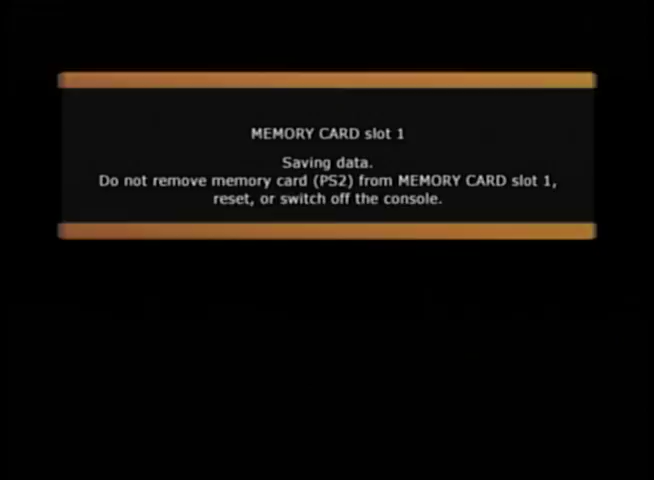 MEMORY CARD slot 1
Saving data.
Do not remove memory card (PS2) from MEMORY CARD slot 1,
reset, or switch off the console.